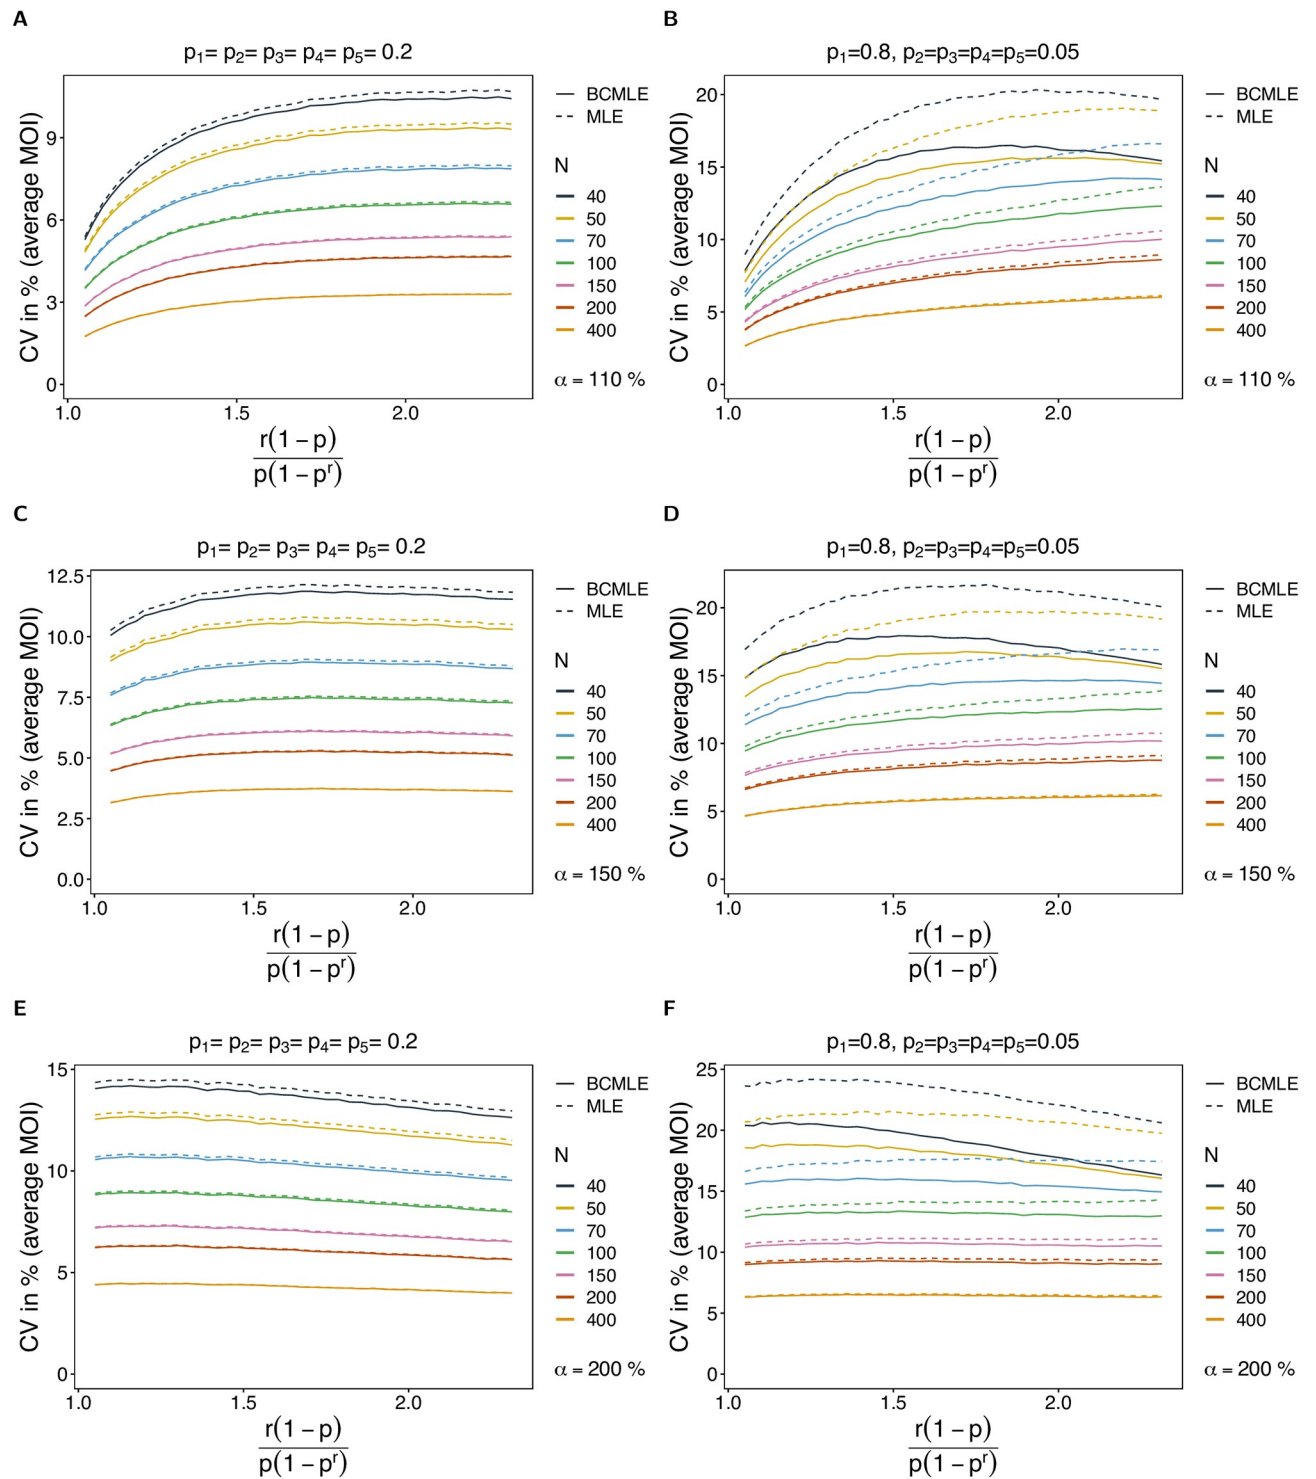 A
p1= p2= p3= p4= p5= 0.2
CV in % (average MOI)
9
6
3
0
1.0 1.5 2.0
r(1 − p)
p(1 − p^r)
BCMLE
MLE
N
40
50
70
100
150
200
400
α = 110 %
B
p1=0.8, p2=p3=p4=p5=0.05
CV in % (average MOI)
20
15
10
5
0
1.0 1.5 2.0
r(1 − p)
p(1 − p^r)
BCMLE
MLE
N
40
50
70
100
150
200
400
α = 110 %
C
p1= p2= p3= p4= p5= 0.2
CV in % (average MOI)
12.5
10.0
7.5
5.0
2.5
0.0
1.0 1.5 2.0
r(1 − p)
p(1 − p^r)
BCMLE
MLE
N
40
50
70
100
150
200
400
α = 150 %
D
p1=0.8, p2=p3=p4=p5=0.05
CV in % (average MOI)
20
15
10
5
0
1.0 1.5 2.0
r(1 − p)
p(1 − p^r)
BCMLE
MLE
N
40
50
70
100
150
200
400
α = 150 %
E
p1= p2= p3= p4= p5= 0.2
CV in % (average MOI)
15
10
5
0
1.0 1.5 2.0
r(1 − p)
p(1 − p^r)
BCMLE
MLE
N
40
50
70
100
150
200
400
α = 200 %
F
p1=0.8, p2=p3=p4=p5=0.05
CV in % (average MOI)
25
20
15
10
5
0
1.0 1.5 2.0
r(1 − p)
p(1 − p^r)
BCMLE
MLE
N
40
50
70
100
150
200
400
α = 200 %